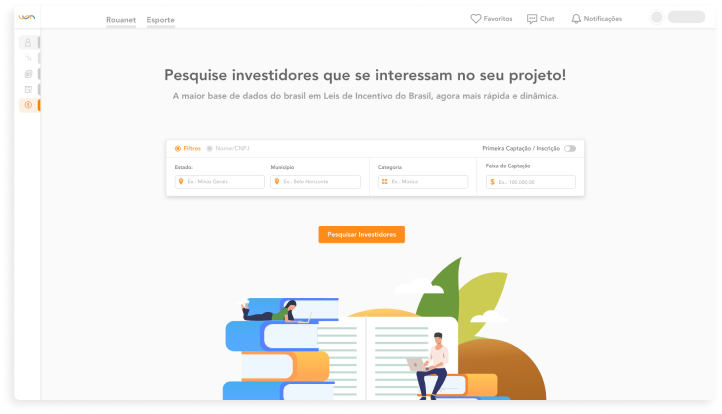 Rouanet Esporte Favoritos Chat Notificações
Pesquise investidores que se interessam no seu projeto!
A maior base de dados do brasil em Leis de Incentivo do Brasil, agora mais rápida e dinâmica.
Filtros Nome/CNPJ Primeira Captação / Inscrição
Estado: Município Categoria Faixa de Captação
Ex.: Minas Gerais Ex.: Belo Horizonte Ex.: Música $ Ex.: 100.000,00
Pesquisar Investidores